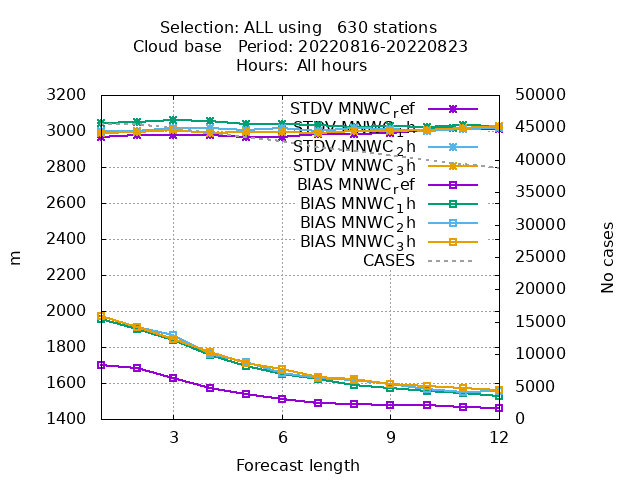 Selection: ALL using   630 stations
Cloud base   Period: 20220816-20220823
Hours:  All hours
3200
3000
2800
2600
2400
2200
2000
1800
1600
1400
m
50000
45000
40000
35000
30000
25000
20000
15000
10000
5000
0
No cases
STDV MNWC_ref
STDV MNWC_1h
STDV MNWC_2h
STDV MNWC_3h
BIAS MNWC_ref
BIAS MNWC_1h
BIAS MNWC_2h
BIAS MNWC_3h
CASES
3 6 9 12
Forecast length